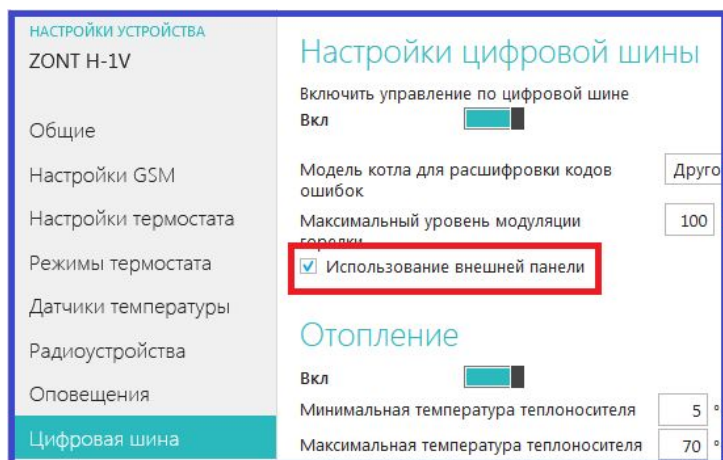 НАСТРОЙКИ УСТРОЙСТВА
ZONT H-1V
Общие
Настройки GSM
Настройки термостата
Режимы термостата
Датчики температуры
Радиоустройства
Оповещения
Цифровая шина
Настройки цифровой шины
Включить управление по цифровой шине
Вкл
Модель котла для расшифровки кодов Друго
ошибок
Максимальный уровень модуляции 100
горелки
Использование внешней панели
Отопление
Вкл
Минимальная температура теплоносителя 5 °
Максимальная температура теплоносителя 70 °